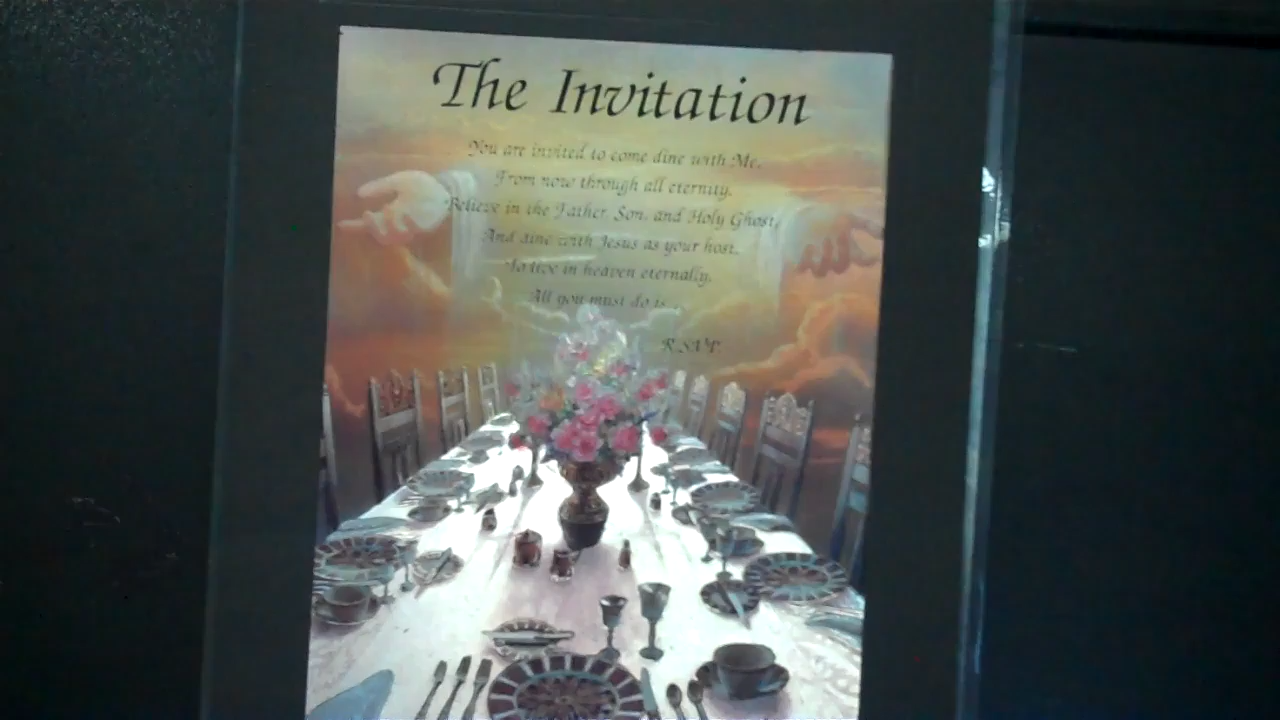 The Invitation
You are invited to come dine with Me,
From now through all eternity.
Believe in the Father, Son, and Holy Ghost,
And dine with Jesus as your host.
To live in heaven eternally,
All you must do is . . .
R.S.V.P.